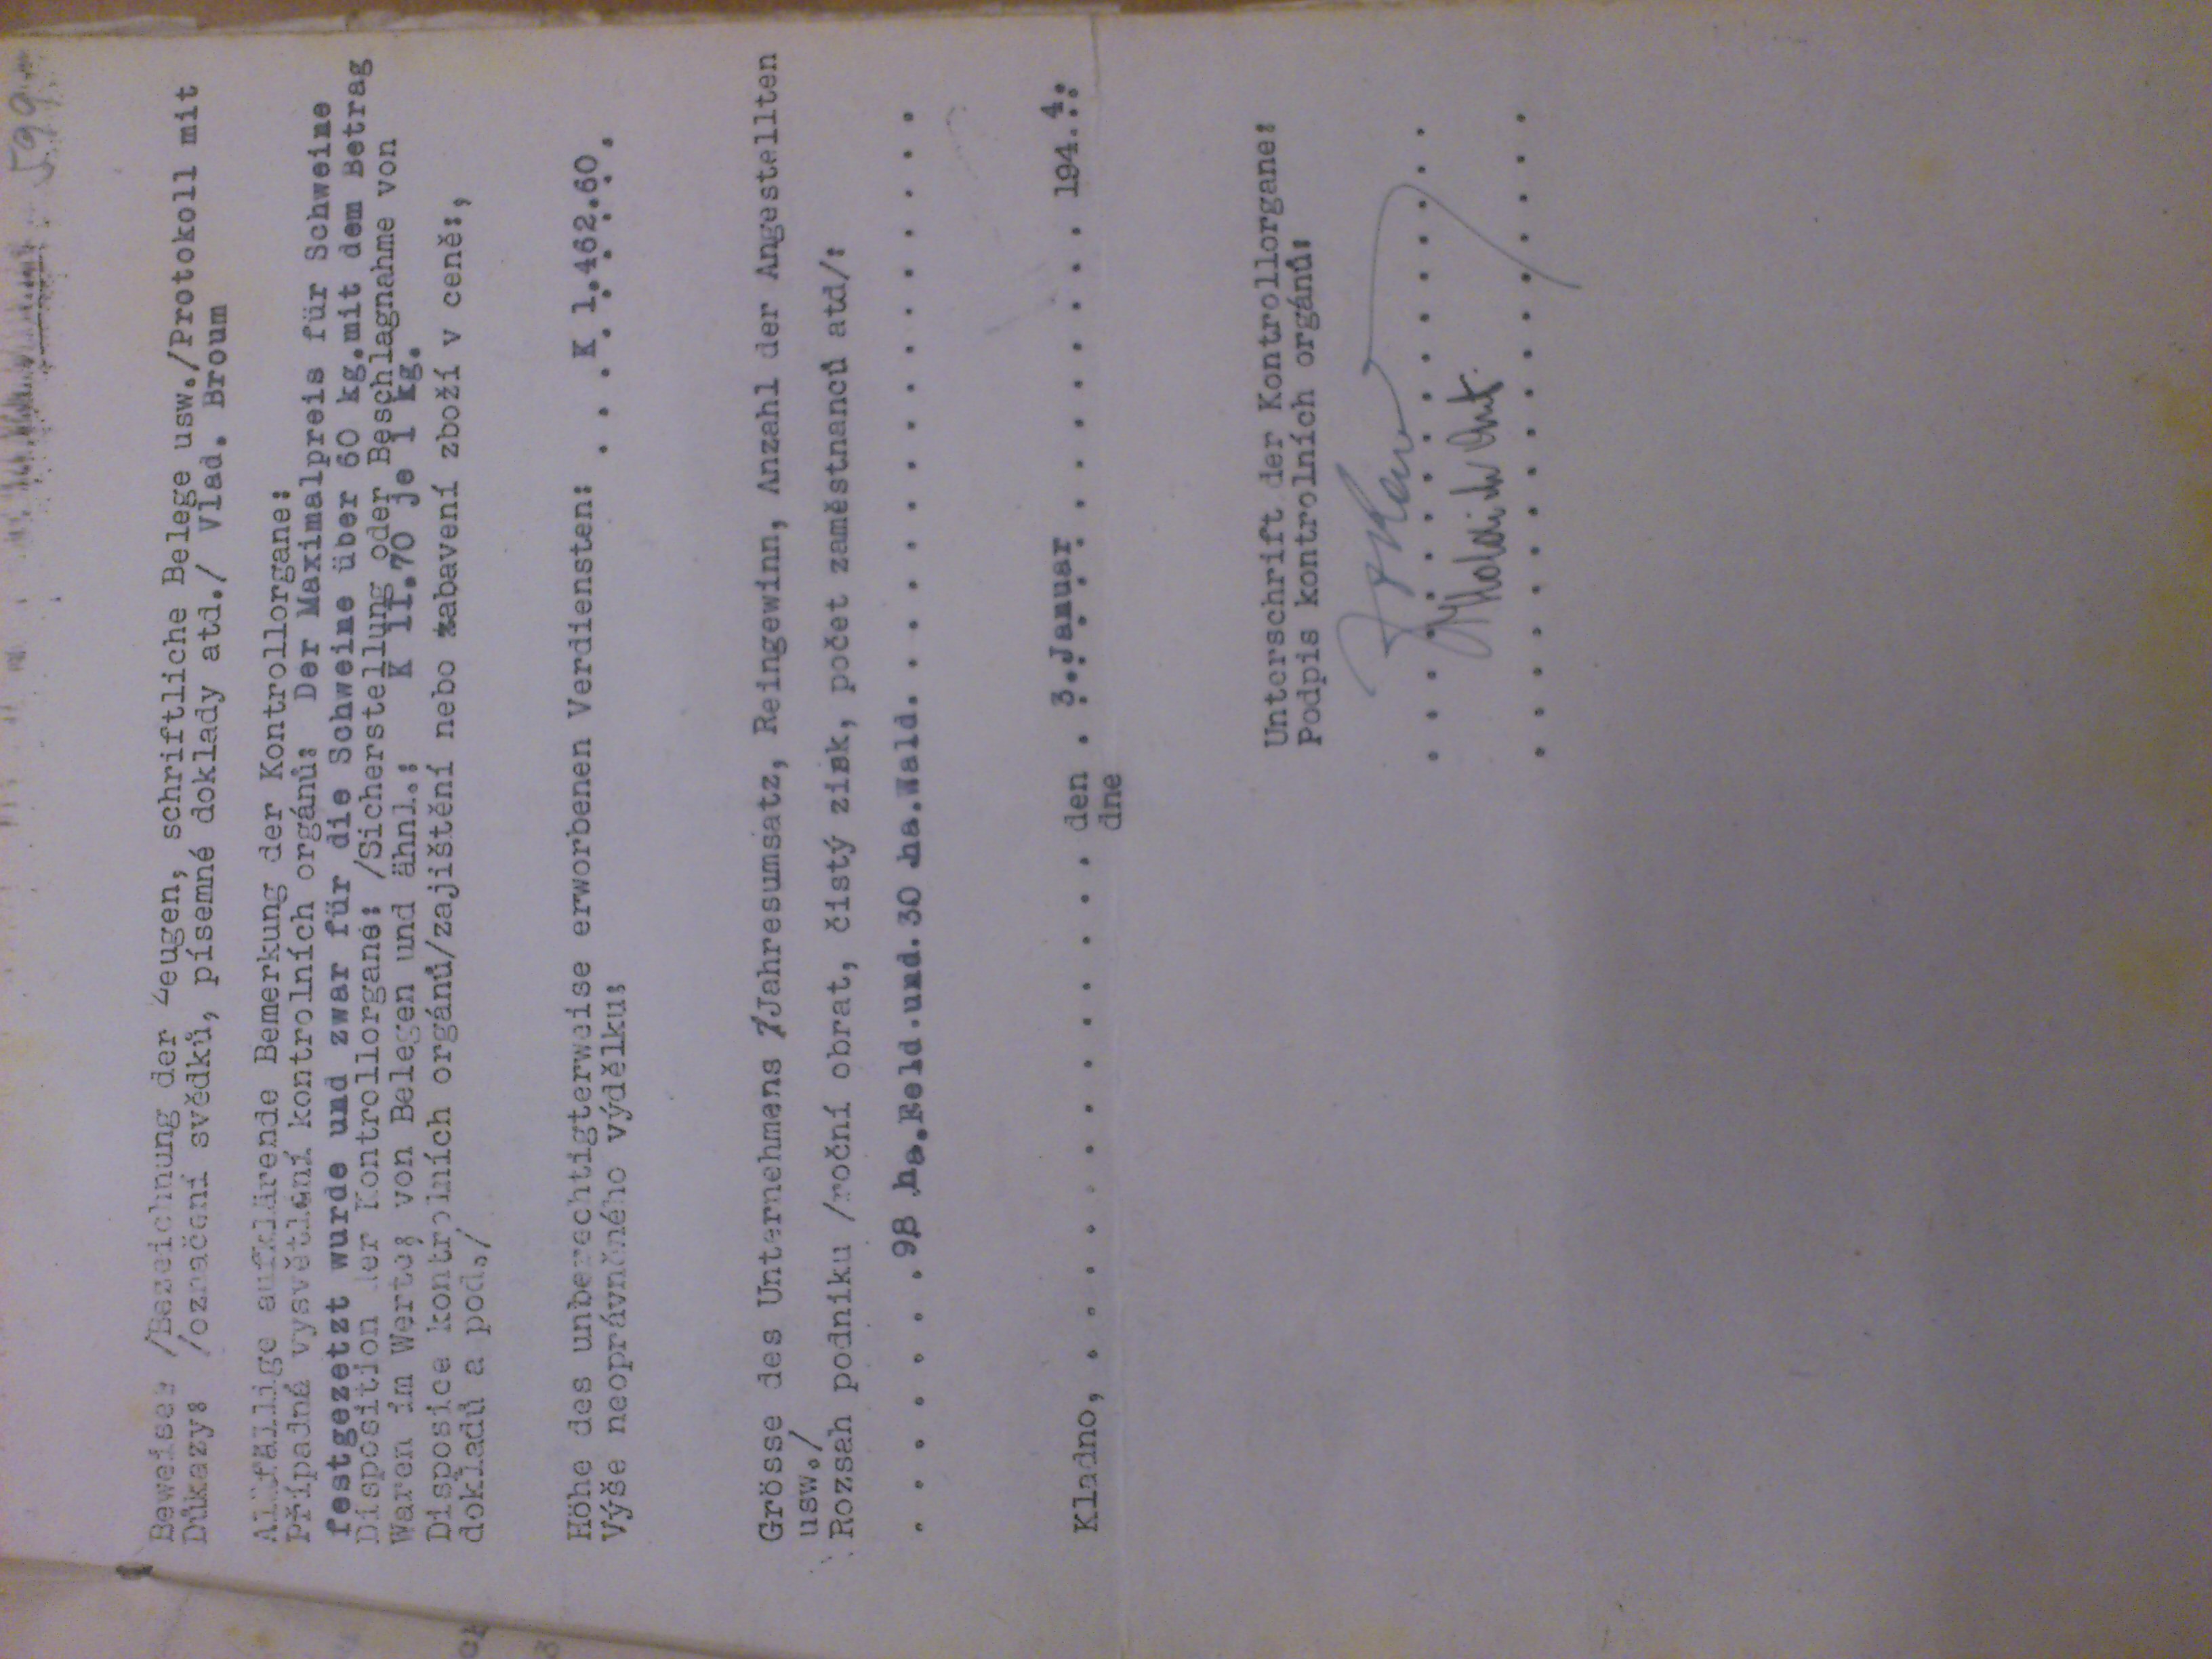 599
Beweise: /Bezeichnung der Zeugen, schriftliche Belege usw./Protokoll mit
Důkazy: /označení svědků, písemné doklady atd./ Vlad. Broum
Allfällige aufklärende Bemerkung der Kontrollorgane:
Případná vysvětlení kontrolních orgánů: Der Maximalpreis für Schweine
festgezetzt wurde und zwar für die Schweine über 60 kg.mit dem Betrag
Disposition der Kontrollorgane: /Sicherstellung oder Beschlagnahme von
Waren im Werte; von Belegen und ähnl.: K 11.70 je 1 kg.
Disposice kontrolních orgánů/zajištění nebo zabavení zboží v ceně:,
dokladů a pod./
Höhe des unberechtigterweise erworbenen Verdiensten: . . . K 1.462.60.
Výše neoprávněného výdělku:
Grösse des Unternehmens /Jahresumsatz, Reingewinn, Anzahl der Angestellten
usw./
Rozsah podniku /roční obrat, čistý zisk, počet zaměstnanců atd/:
. . . . . . . 98 ha.Feld.und.30 ha.Wald. . . . . . . . . . . . . . . .
Kladno, . . . . . . . . . . . . . den . 3.Januar . . . . . . . . 194.4.:
dne
Unterschrift der Kontrollorgane:
Podpis kontrolních orgánů:
Ant.